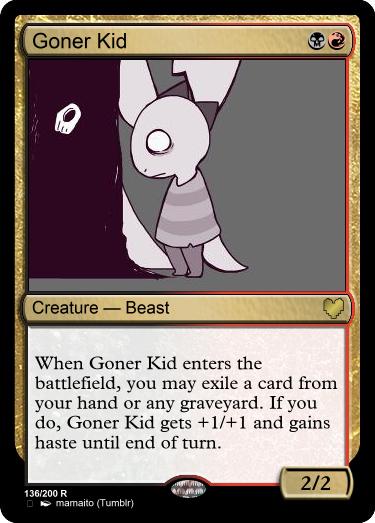 Goner Kid
Creature — Beast
When Goner Kid enters the
battlefield, you may exile a card from
your hand or any graveyard. If you
do, Goner Kid gets +1/+1 and gains
haste until end of turn.
2/2
136/200 R
mamaito (Tumblr)